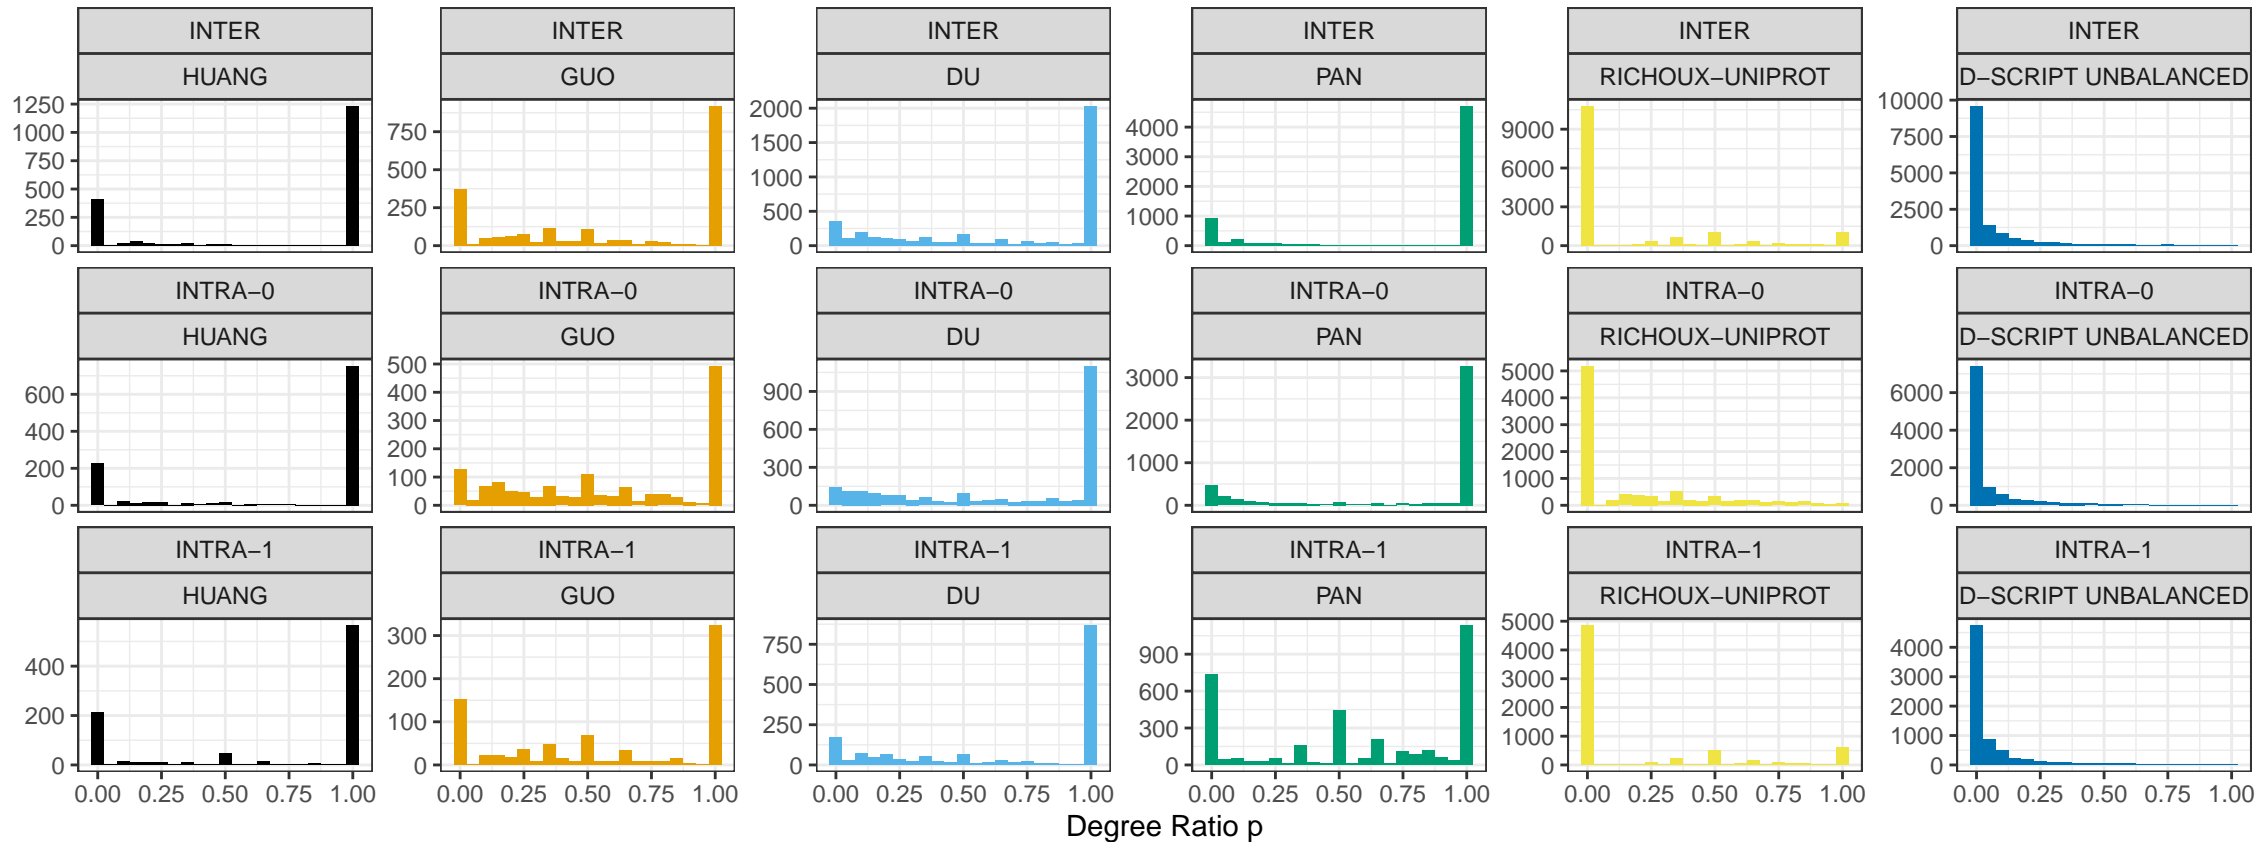 INTER INTER INTER INTER INTER INTER
HUANG GUO DU PAN RICHOUX−UNIPROT D−SCRIPT UNBALANCED
1250 1000 750 500 250 0
750 500 250 0
2000 1500 1000 500 0
4000 3000 2000 1000 0
9000 6000 3000 0
10000 7500 5000 2500 0
INTRA−0 INTRA−0 INTRA−0 INTRA−0 INTRA−0 INTRA−0
HUANG GUO DU PAN RICHOUX−UNIPROT D−SCRIPT UNBALANCED
600 400 200 0
500 400 300 200 100 0
900 600 300 0
3000 2000 1000 0
5000 4000 3000 2000 1000 0
6000 4000 2000 0
INTRA−1 INTRA−1 INTRA−1 INTRA−1 INTRA−1 INTRA−1
HUANG GUO DU PAN RICHOUX−UNIPROT D−SCRIPT UNBALANCED
400 200 0
300 200 100 0
750 500 250 0
900 600 300 0
5000 4000 3000 2000 1000 0
4000 3000 2000 1000 0
0.00 0.25 0.50 0.75 1.00 0.00 0.25 0.50 0.75 1.00 0.00 0.25 0.50 0.75 1.00 0.00 0.25 0.50 0.75 1.00 0.00 0.25 0.50 0.75 1.00 0.00 0.25 0.50 0.75 1.00
Degree Ratio p